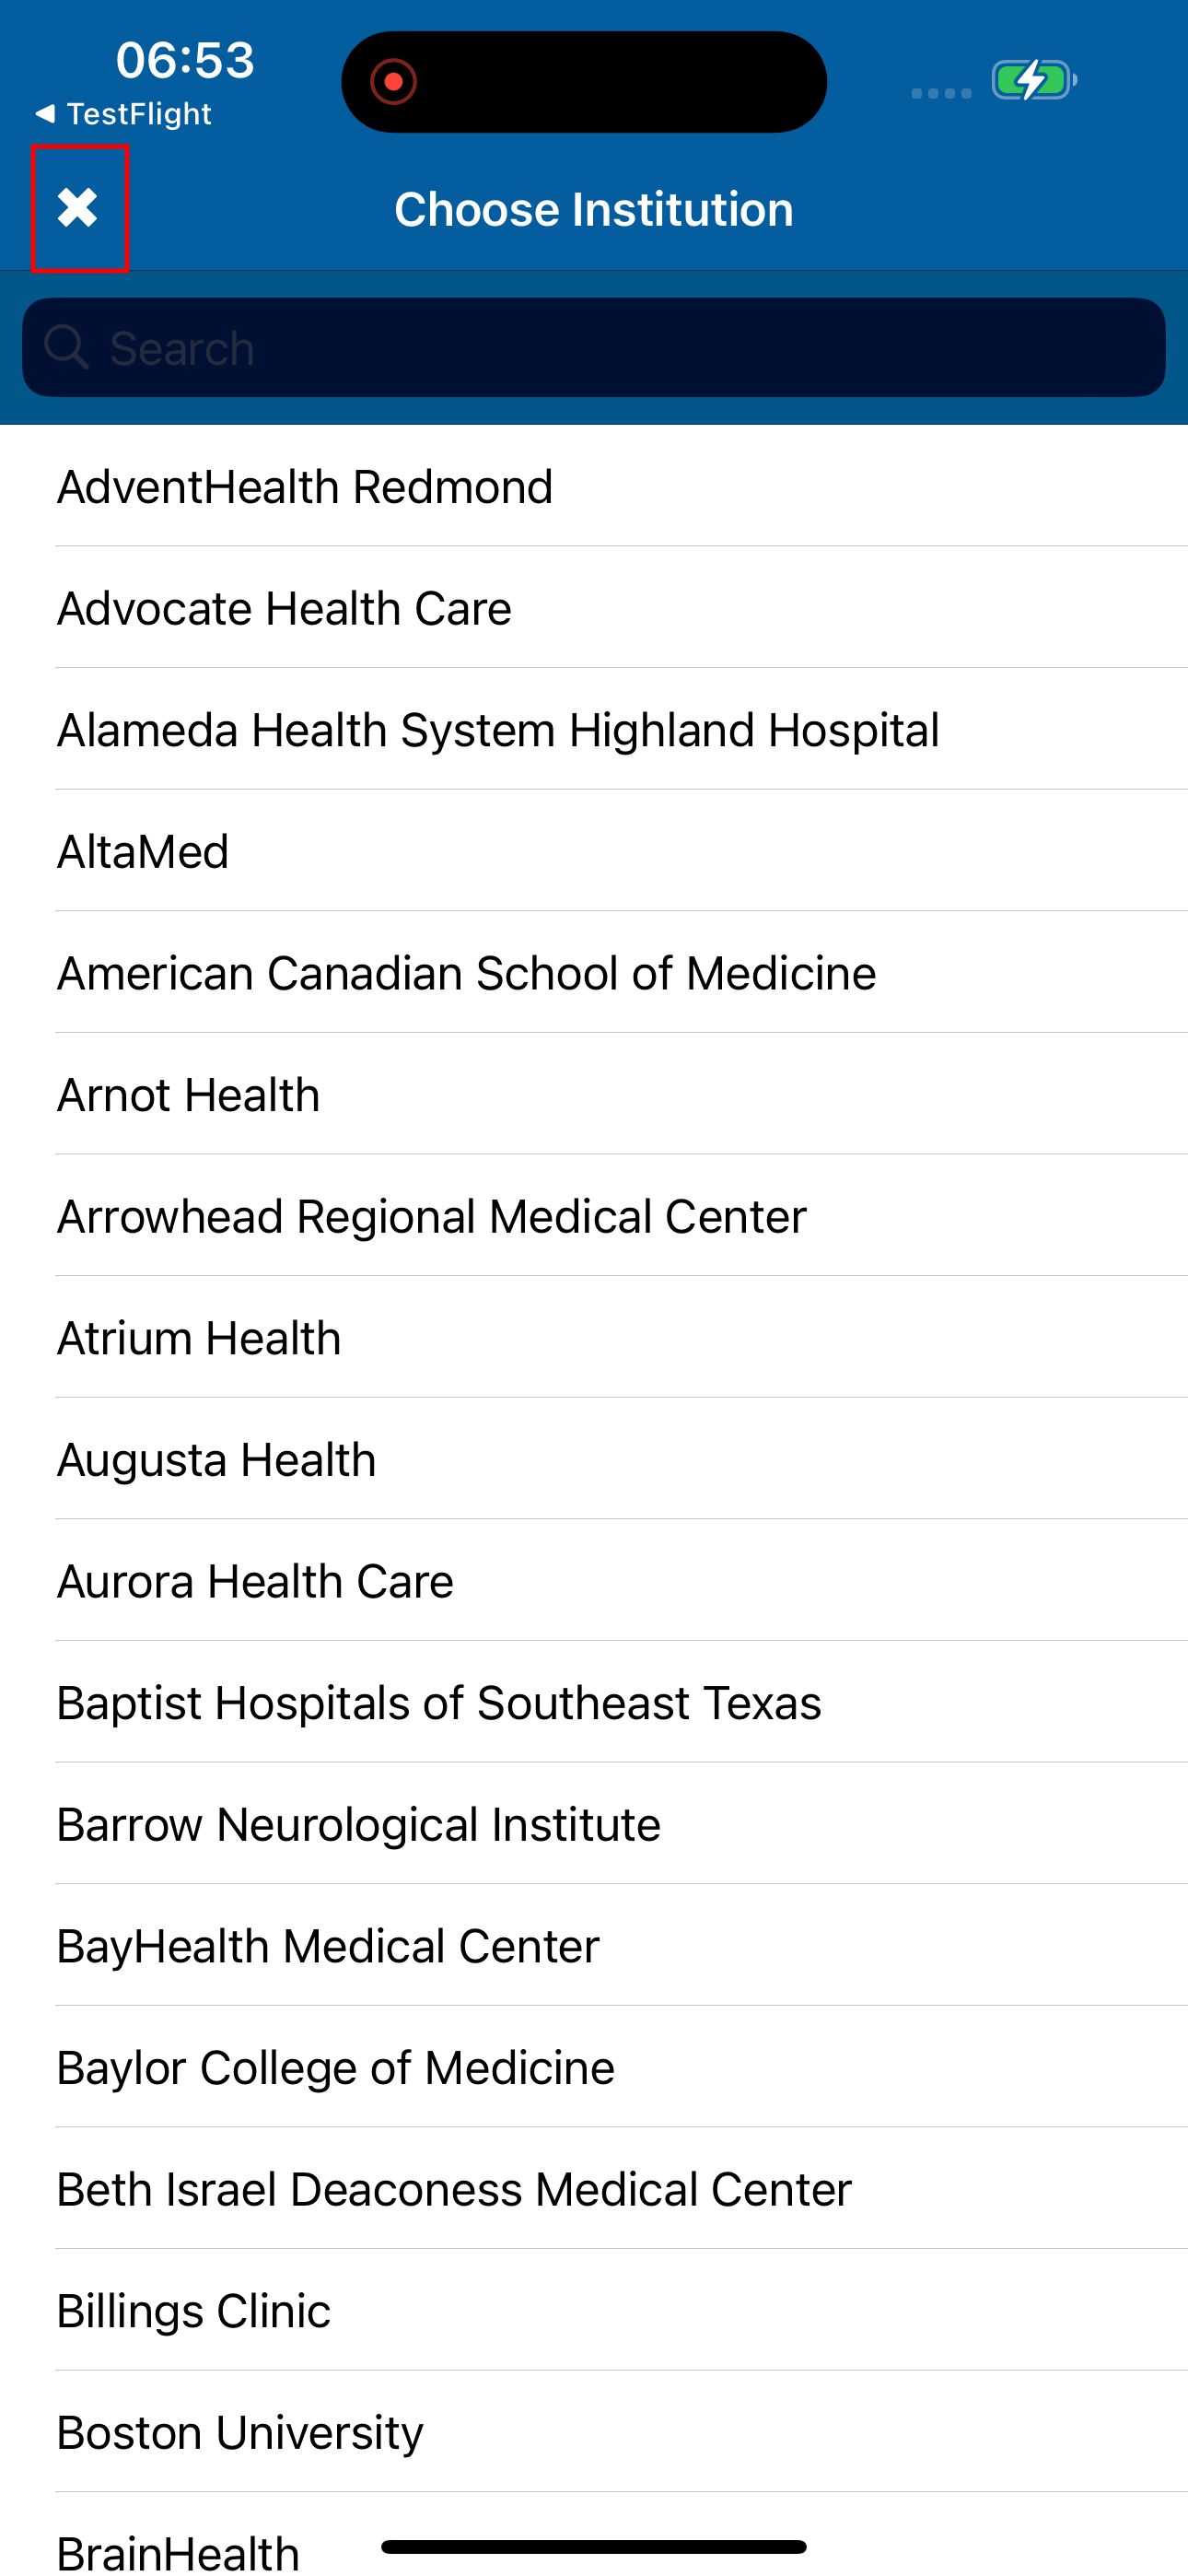 06:53
◀ TestFlight
Choose Institution
Search
AdventHealth Redmond
Advocate Health Care
Alameda Health System Highland Hospital
AltaMed
American Canadian School of Medicine
Arnot Health
Arrowhead Regional Medical Center
Atrium Health
Augusta Health
Aurora Health Care
Baptist Hospitals of Southeast Texas
Barrow Neurological Institute
BayHealth Medical Center
Baylor College of Medicine
Beth Israel Deaconess Medical Center
Billings Clinic
Boston University
BrainHealth